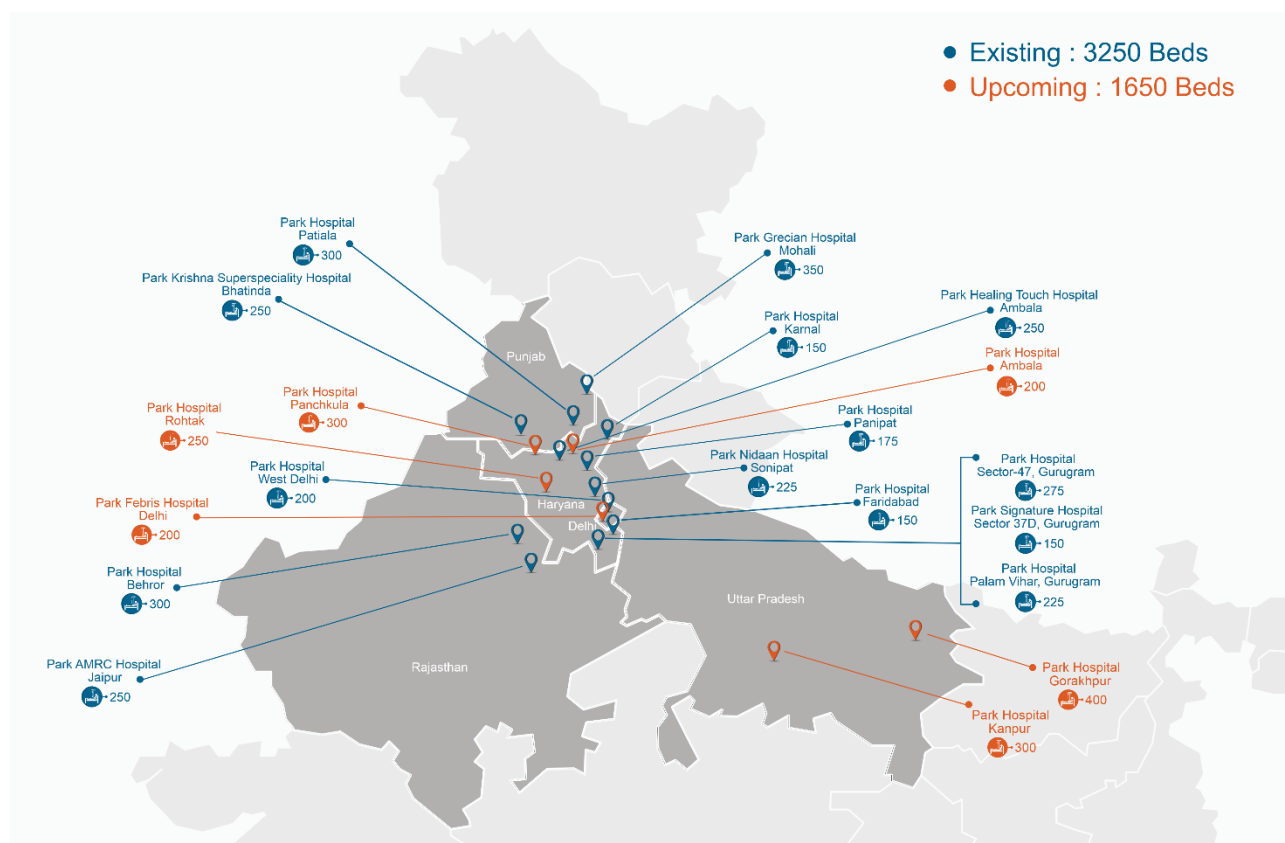 Existing : 3250 Beds
Upcoming : 1650 Beds
Park Hospital
Patiala
300
Park Krishna Superspeciality Hospital
Bhatinda
250
Park Grecian Hospital
Mohali
350
Park Hospital
Karnal
150
Park Healing Touch Hospital
Ambala
250
Park Hospital
Ambala
200
Punjab
Park Hospital
Panchkula
300
Park Hospital
Rohtak
250
Park Hospital
Panipat
175
Park Hospital
West Delhi
200
Park Nidaan Hospital
Sonipat
225
Park Hospital
Sector-47, Gurugram
275
Park Febris Hospital
Delhi
200
Haryana
Delhi
Park Hospital
Faridabad
150
Park Signature Hospital
Sector 37D, Gurugram
150
Park Hospital
Behror
300
Park Hospital
Palam Vihar, Gurugram
225
Uttar Pradesh
Rajasthan
Park AMRC Hospital
Jaipur
250
Park Hospital
Gorakhpur
400
Park Hospital
Kanpur
300